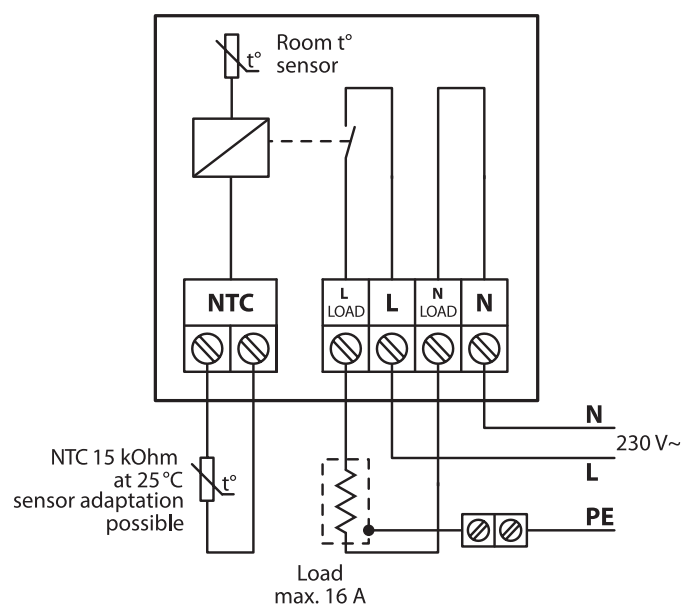 Room t°
sensor
t°
NTC
L
LOAD
L
N
LOAD
N
N
230 V~
L
PE
NTC 15 kOhm
at 25 °C
sensor adaptation
possible
t°
Load
max. 16 A